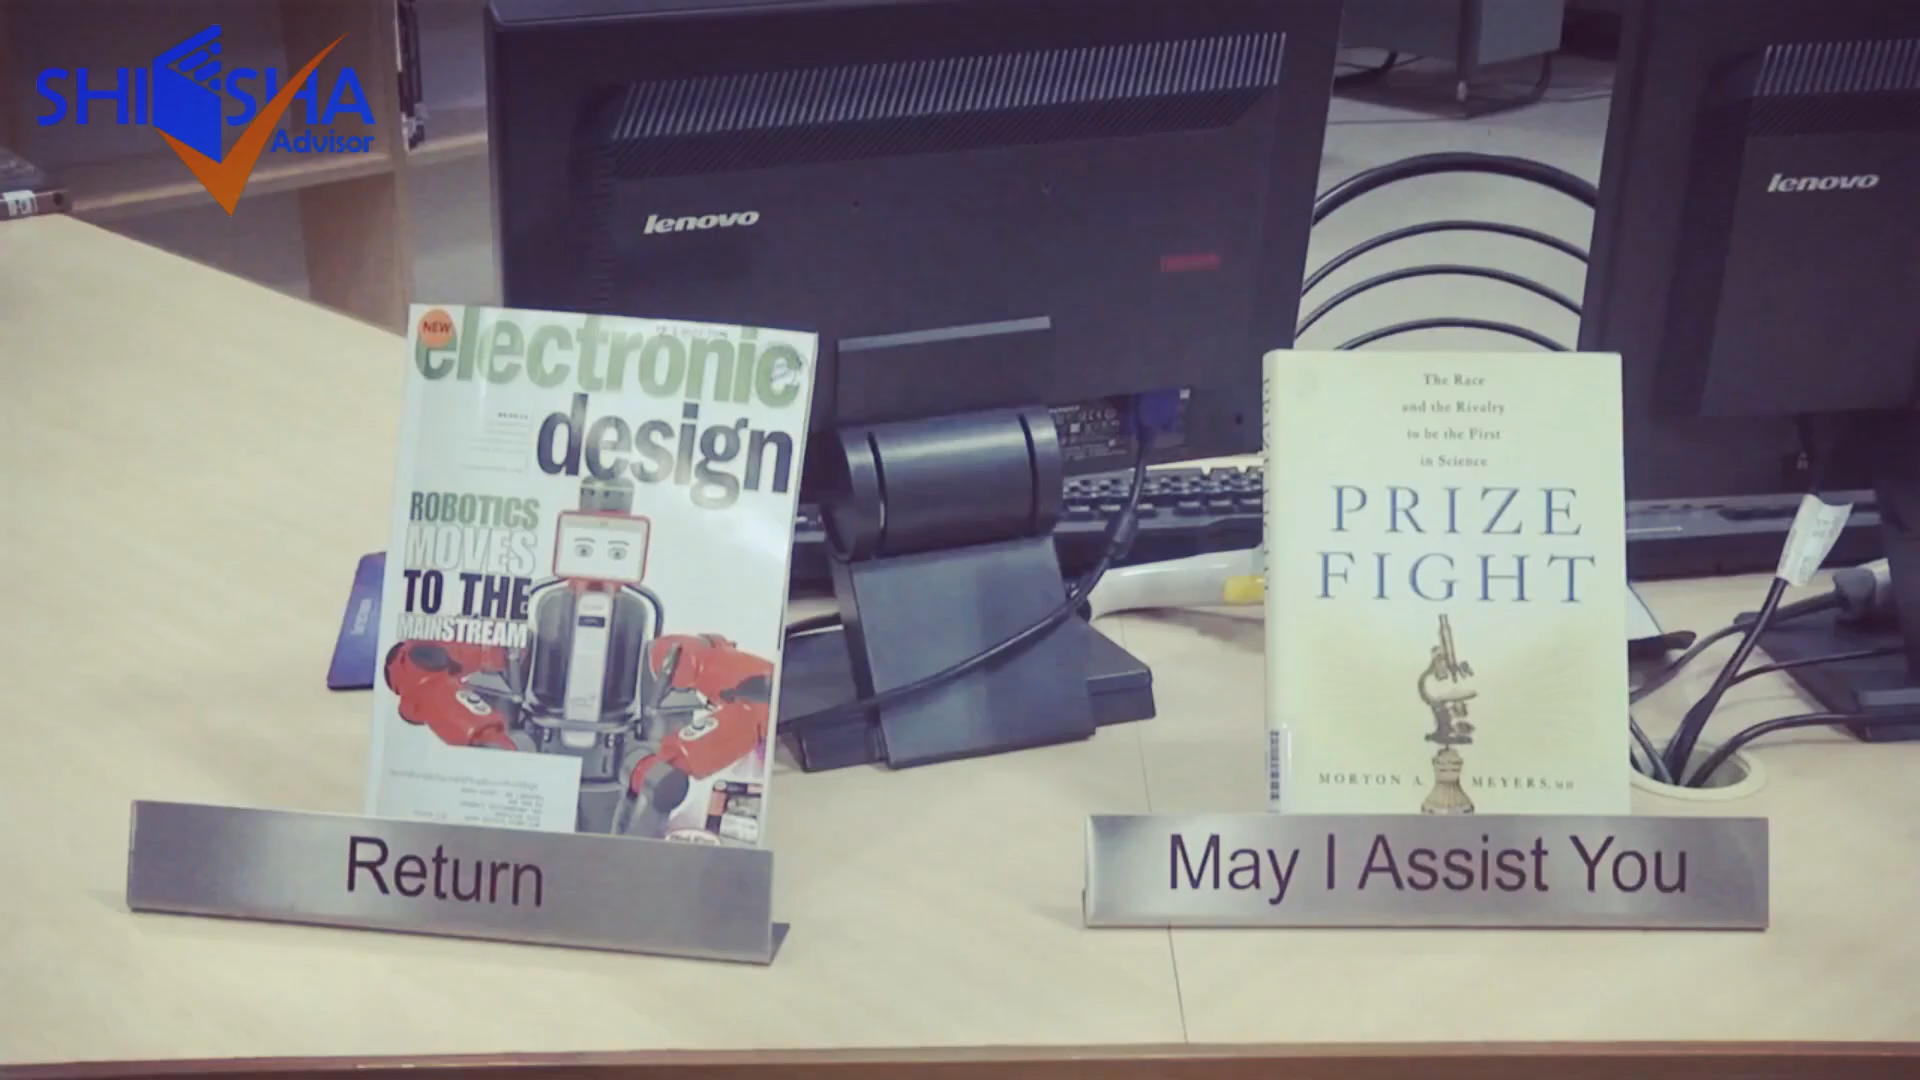 SHIKSHA
Advisor
lenovo
lenovo
NEW
electronic
design
ROBOTICS
MOVES
TO THE
MAINSTREAM
The Race
and the Rivalry
to be the First
in Science
PRIZE
FIGHT
MORTON A. MEYERS, MD
Return
May I Assist You